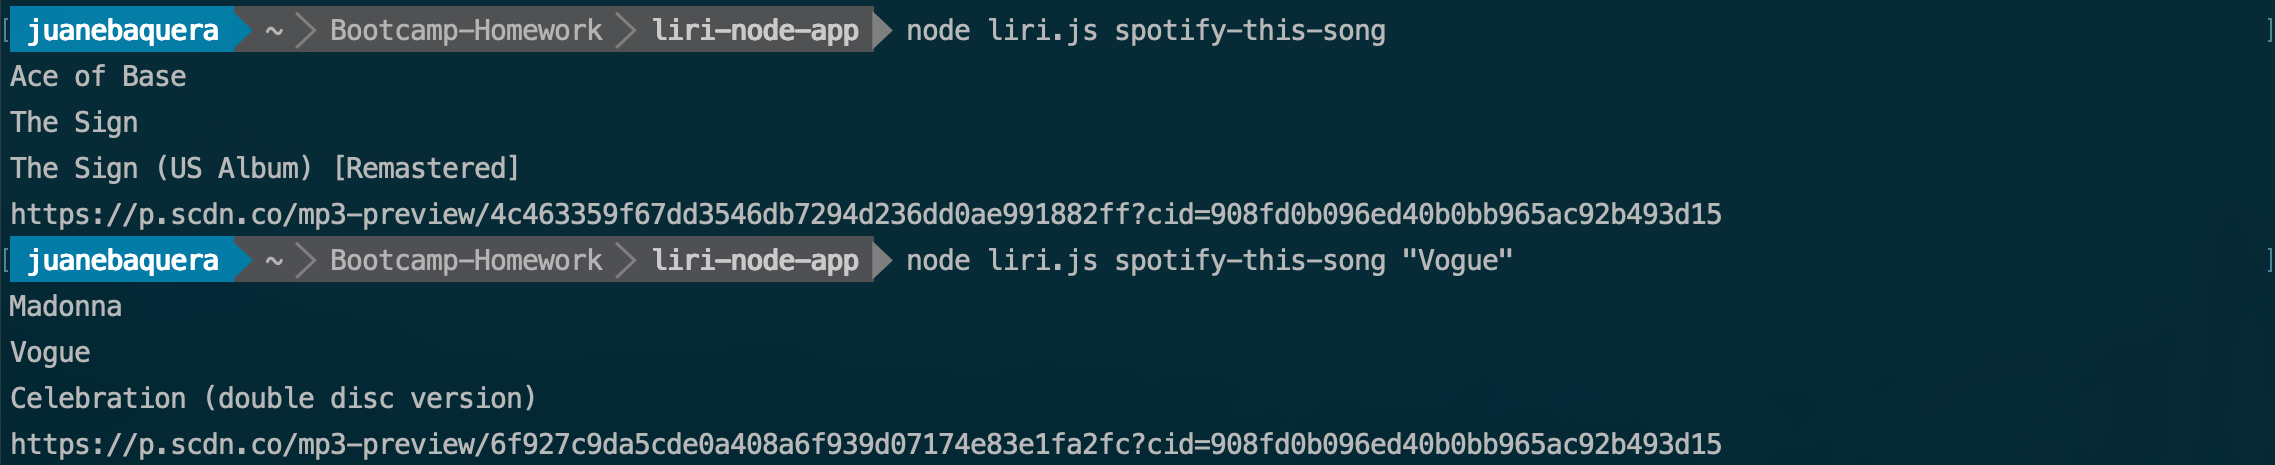 juanebaquera ~ Bootcamp-Homework liri-node-app node liri.js spotify-this-song
Ace of Base
The Sign
The Sign (US Album) [Remastered]
https://p.scdn.co/mp3-preview/4c463359f67dd3546db7294d236dd0ae991882ff?cid=908fd0b096ed40b0bb965ac92b493d15
juanebaquera ~ Bootcamp-Homework liri-node-app node liri.js spotify-this-song "Vogue"
Madonna
Vogue
Celebration (double disc version)
https://p.scdn.co/mp3-preview/6f927c9da5cde0a408a6f939d07174e83e1fa2fc?cid=908fd0b096ed40b0bb965ac92b493d15